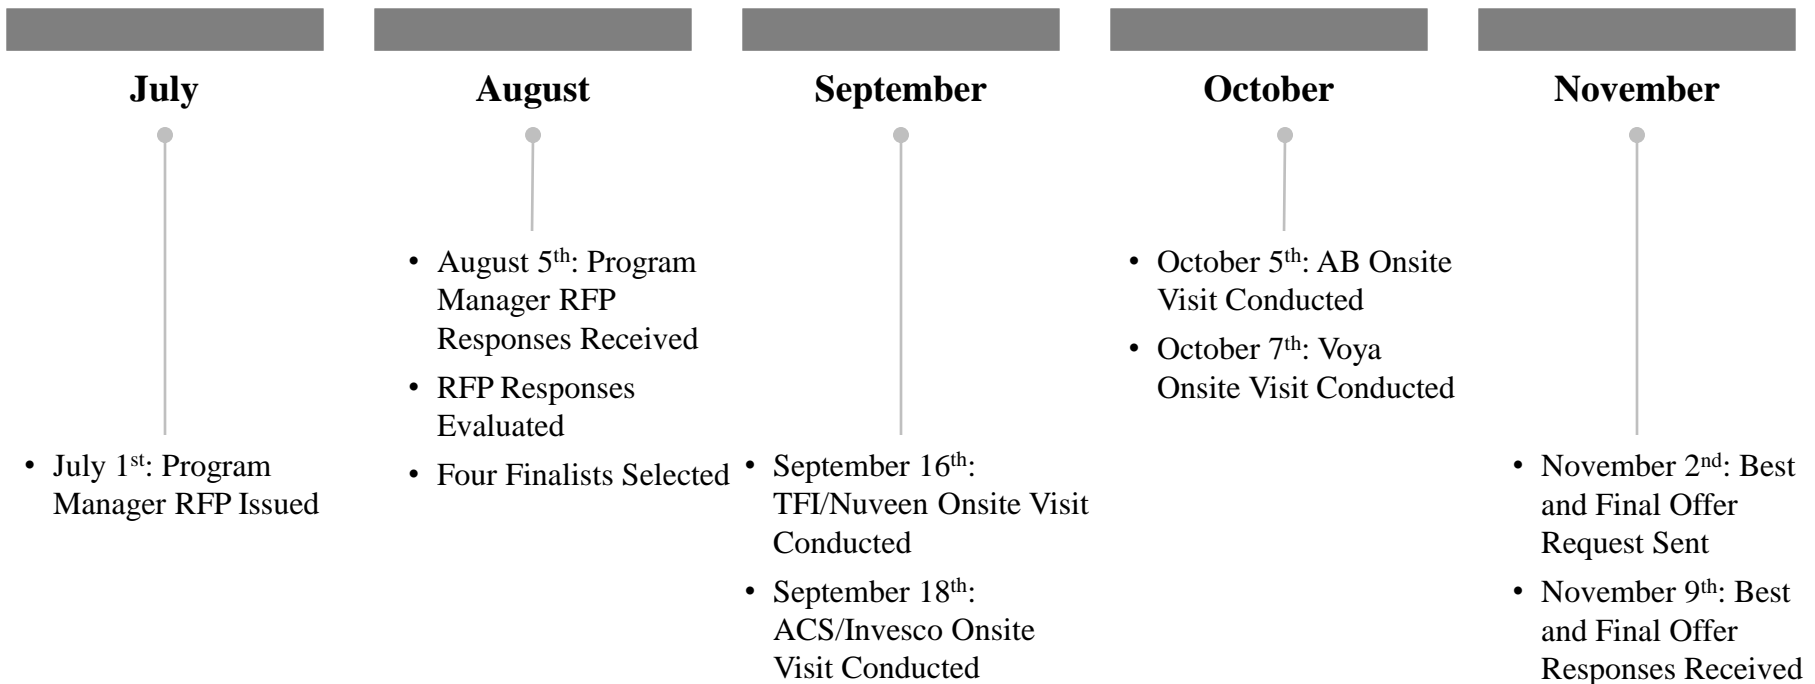 July
August
September
October
November
• July 1st: Program
Manager RFP Issued
• August 5th: Program
Manager RFP
Responses Received
• RFP Responses
Evaluated
• Four Finalists Selected
• September 16th:
TFI/Nuveen Onsite Visit
Conducted
• September 18th:
ACS/Invesco Onsite
Visit Conducted
• October 5th: AB Onsite
Visit Conducted
• October 7th: Voya
Onsite Visit Conducted
• November 2nd: Best
and Final Offer
Request Sent
• November 9th: Best
and Final Offer
Responses Received